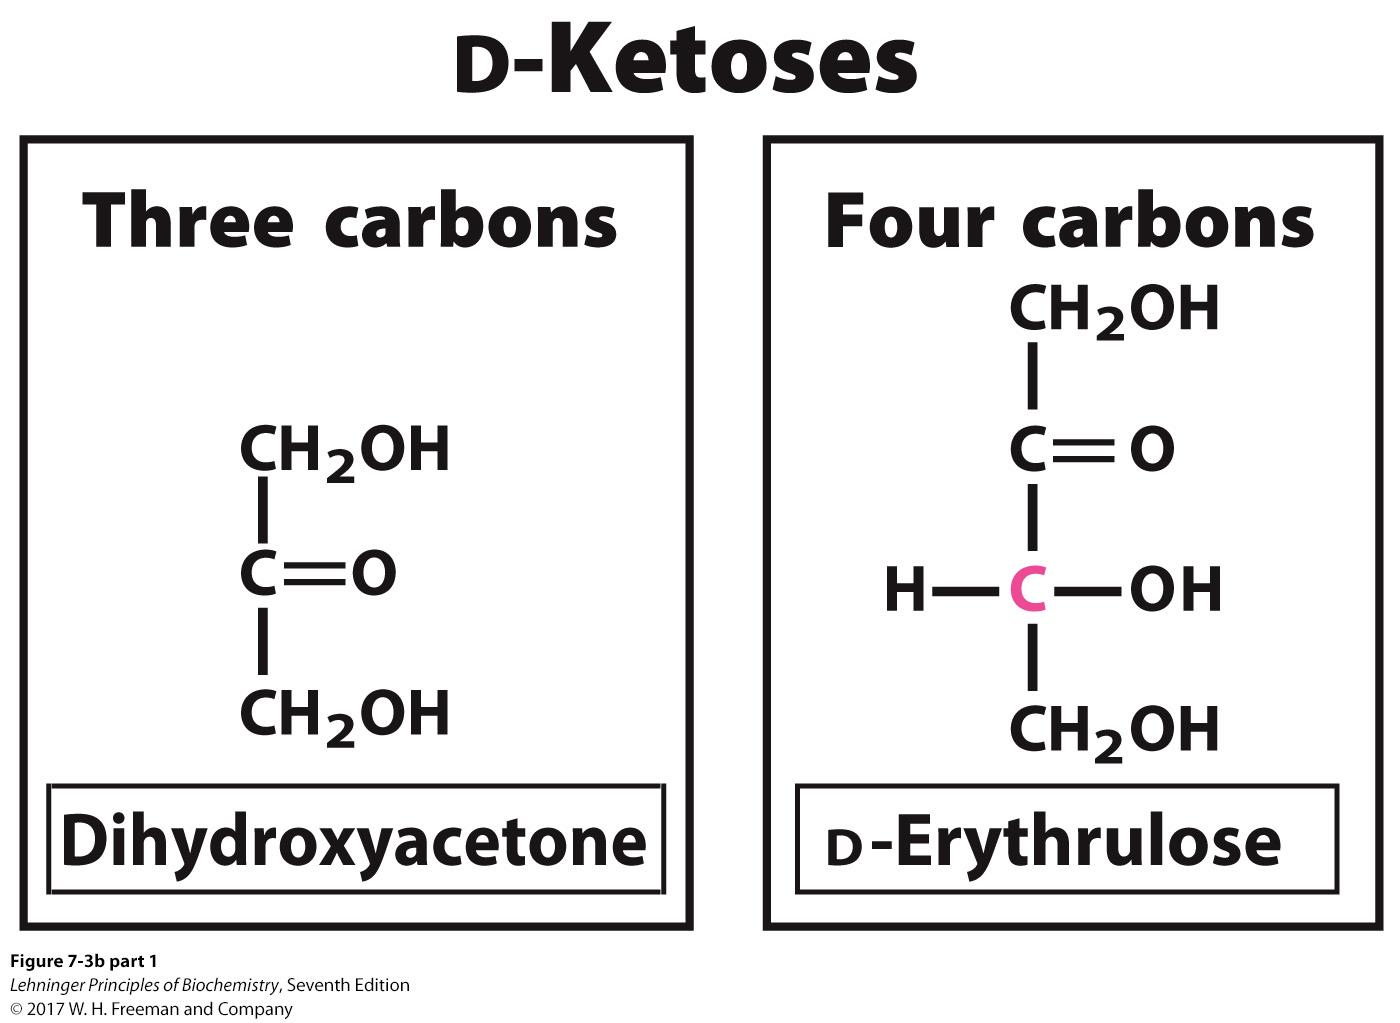 D-Ketoses
Three carbons
CH2OH
C=O
CH2OH
Dihydroxyacetone
Four carbons
CH2OH
C=O
H—C—OH
CH2OH
D-Erythrulose
Figure 7-3b part 1
Lehninger Principles of Biochemistry, Seventh Edition
© 2017 W. H. Freeman and Company